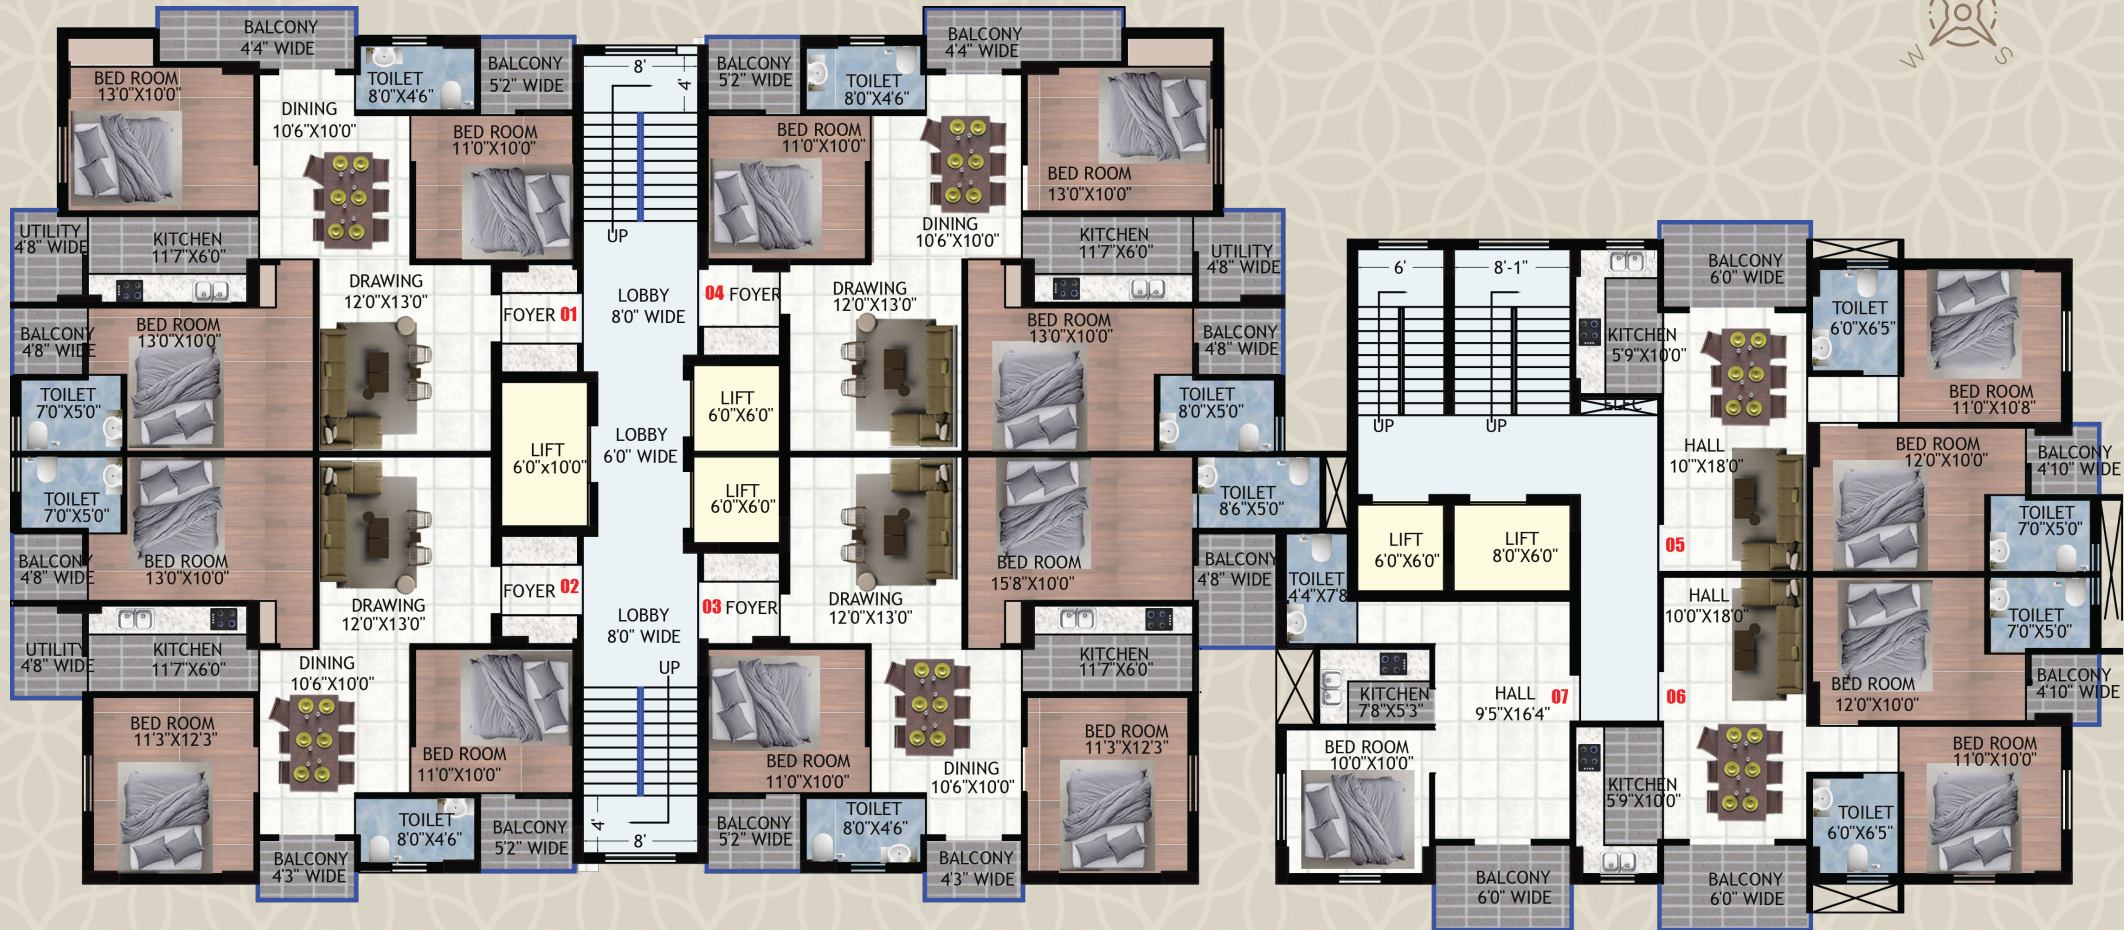 BALCONY
4'4" WIDE
BED ROOM
13'0"X10'0"
TOILET
8'0"X4'6"
BALCONY
5'2" WIDE
DINING
10'6"X10'0"
BED ROOM
11'0"X10'0"
8'
4'
UP
BALCONY
5'2" WIDE
TOILET
8'0"X4'6"
BALCONY
4'4" WIDE
BED ROOM
11'0"X10'0"
BED ROOM
13'0"X10'0"
DINING
10'6"X10'0"
W
S
UTILITY
4'8" WIDE
KITCHEN
11'7"X6'0"
DRAWING
12'0"X13'0"
FOYER 01
LOBBY
8'0" WIDE
04 FOYER
DRAWING
12'0"X13'0"
KITCHEN
11'7"X6'0"
UTILITY
4'8" WIDE
BALCONY
4'8" WIDE
BED ROOM
13'0"X10'0"
TOILET
7'0"X5'0"
LIFT
6'0"x10'0"
LOBBY
6'0" WIDE
LIFT
6'0"X6'0"
LIFT
6'0"X6'0"
BED ROOM
13'0"X10'0"
BALCONY
4'8" WIDE
TOILET
8'0"X5'0"
TOILET
7'0"X5'0"
BALCONY
4'8" WIDE
BED ROOM
13'0"X10'0"
DRAWING
12'0"X13'0"
FOYER 02
LOBBY
8'0" WIDE
03 FOYER
DRAWING
12'0"X13'0"
BED ROOM
15'8"X10'0"
TOILET
8'6"X5'0"
BALCONY
4'8" WIDE
TOILET
4'4"X7'8
UTILITY
4'8" WIDE
KITCHEN
11'7"X6'0"
DINING
10'6"X10'0"
BED ROOM
11'3"X12'3"
BED ROOM
11'0"X10'0"
BALCONY
4'3" WIDE
TOILET
8'0"X4'6"
BALCONY
5'2" WIDE
UP
4'
8'
BED ROOM
11'0"X10'0"
BALCONY
5'2" WIDE
TOILET
8'0"X4'6"
DINING
10'6"X10'0"
BALCONY
4'3" WIDE
KITCHEN
11'7"X6'0"
BED ROOM
11'3"X12'3"
6'
8'-1"
UP
UP
KITCHEN
5'9"X10'0"
ELEC
BALCONY
6'0" WIDE
TOILET
6'0"X6'5"
BED ROOM
11'0"X10'8"
HALL
10'"X18'0"
BED ROOM
12'0"X10'0"
BALCONY
4'10" WIDE
TOILET
7'0"X5'0"
LIFT
6'0"X6'0"
LIFT
8'0"X6'0"
05
HALL
10'0"X18'0"
TOILET
7'0"X5'0"
BED ROOM
12'0"X10'0"
BALCONY
4'10" WIDE
06
KITCHEN
7'8"X5'3"
HALL
9'5"X16'4"
07
BED ROOM
10'0"X10'0"
KITCHEN
5'9"X10'0"
BED ROOM
11'0"X10'0"
TOILET
6'0"X6'5"
BALCONY
6'0" WIDE
BALCONY
6'0" WIDE